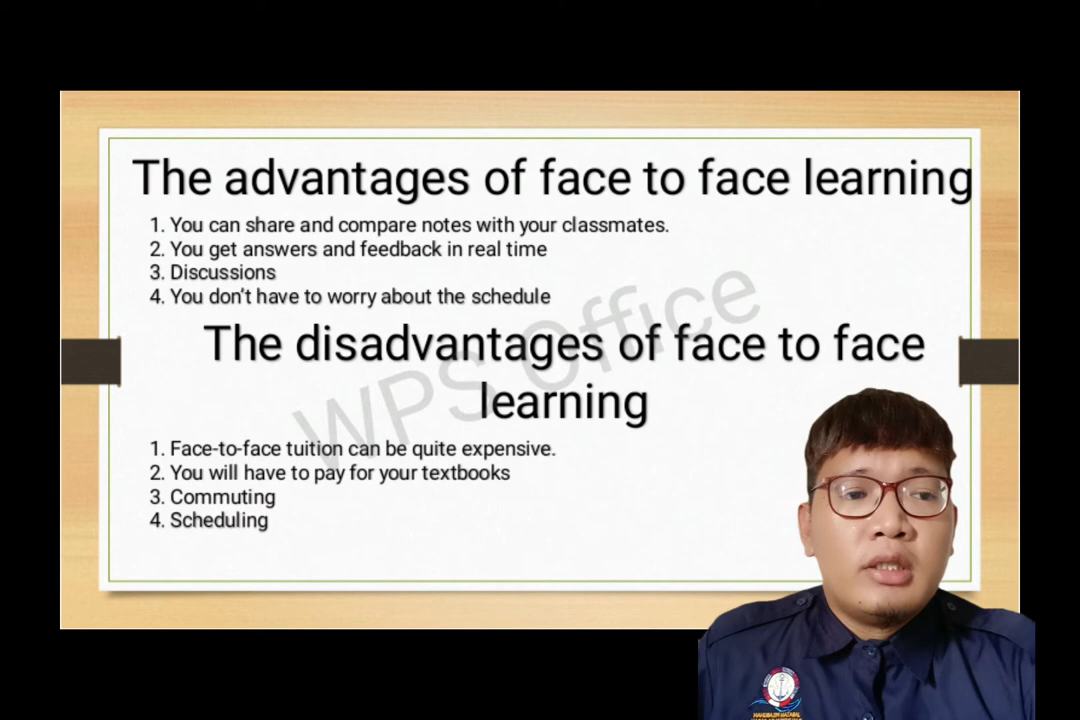 The advantages of face to face learning
1. You can share and compare notes with your classmates.
2. You get answers and feedback in real time
3. Discussions
4. You don't have to worry about the schedule
The disadvantages of face to face
learning
1. Face-to-face tuition can be quite expensive.
2. You will have to pay for your textbooks
3. Commuting
4. Scheduling
WPS Office